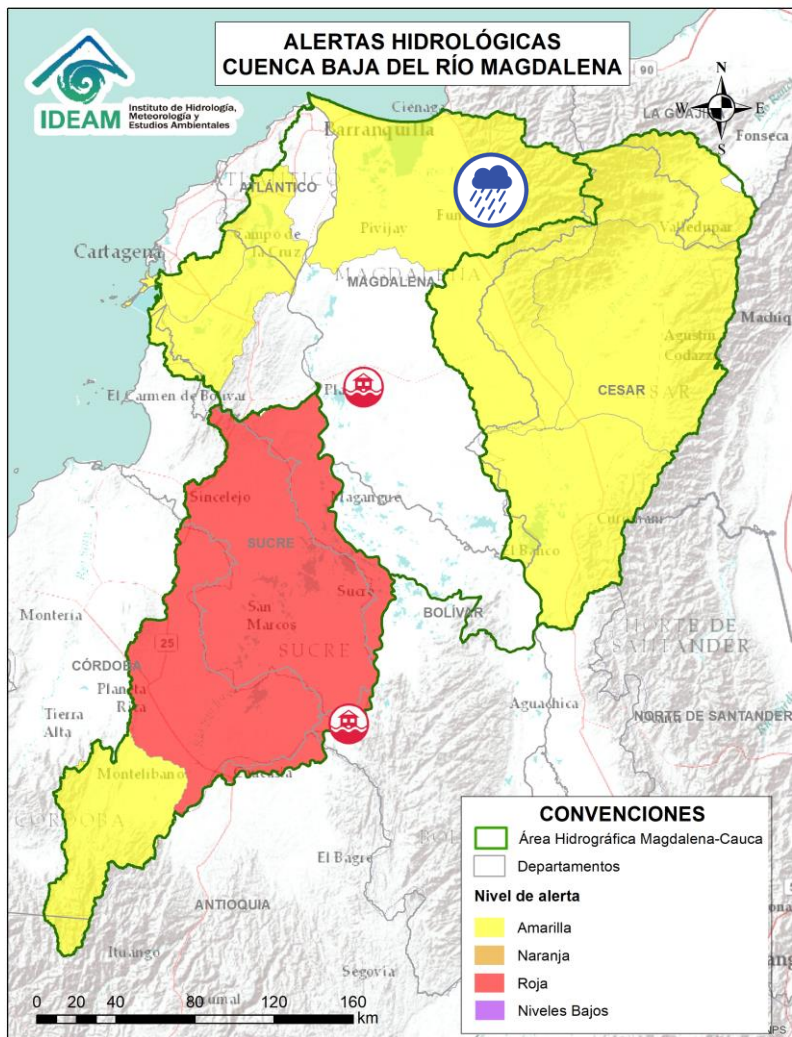 ALERTAS HIDROLÓGICAS
CUENCA BAJA DEL RÍO MAGDALENA
IDEAM
Instituto de Hidrología,
Meteorología y
Estudios Ambientales
N
W
E
S
90
Ciénaga
LA GUAJIRA
Barranquilla
Fonseca
ATLÁNTICO
Pivijay
Valledupar
Campo de
la Cruz
Cartagena
MAGDALENA
MAGDALENA
Agustín
Codazzi
CESAR
El Carmen de Bolívar
Sincelejo
Magangué
SUCRE
El Banco
Sucre
San
Marcos
BOLÍVAR
Montería
NORTE DE
SANTANDER
25
SUCRE
CÓRDOBA
Planeta
Rica
Aguachica
Tierra
Alta
NORTE DE SANTANDER
Montelíbano
CÓRDOBA
El Bagre
ANTIOQUIA
Ituango
Segovia
CONVENCIONES
Área Hidrográfica Magdalena-Cauca
Departamentos
Nivel de alerta
Amarilla
Naranja
Roja
Niveles Bajos
0 20 40 80 120 160
km